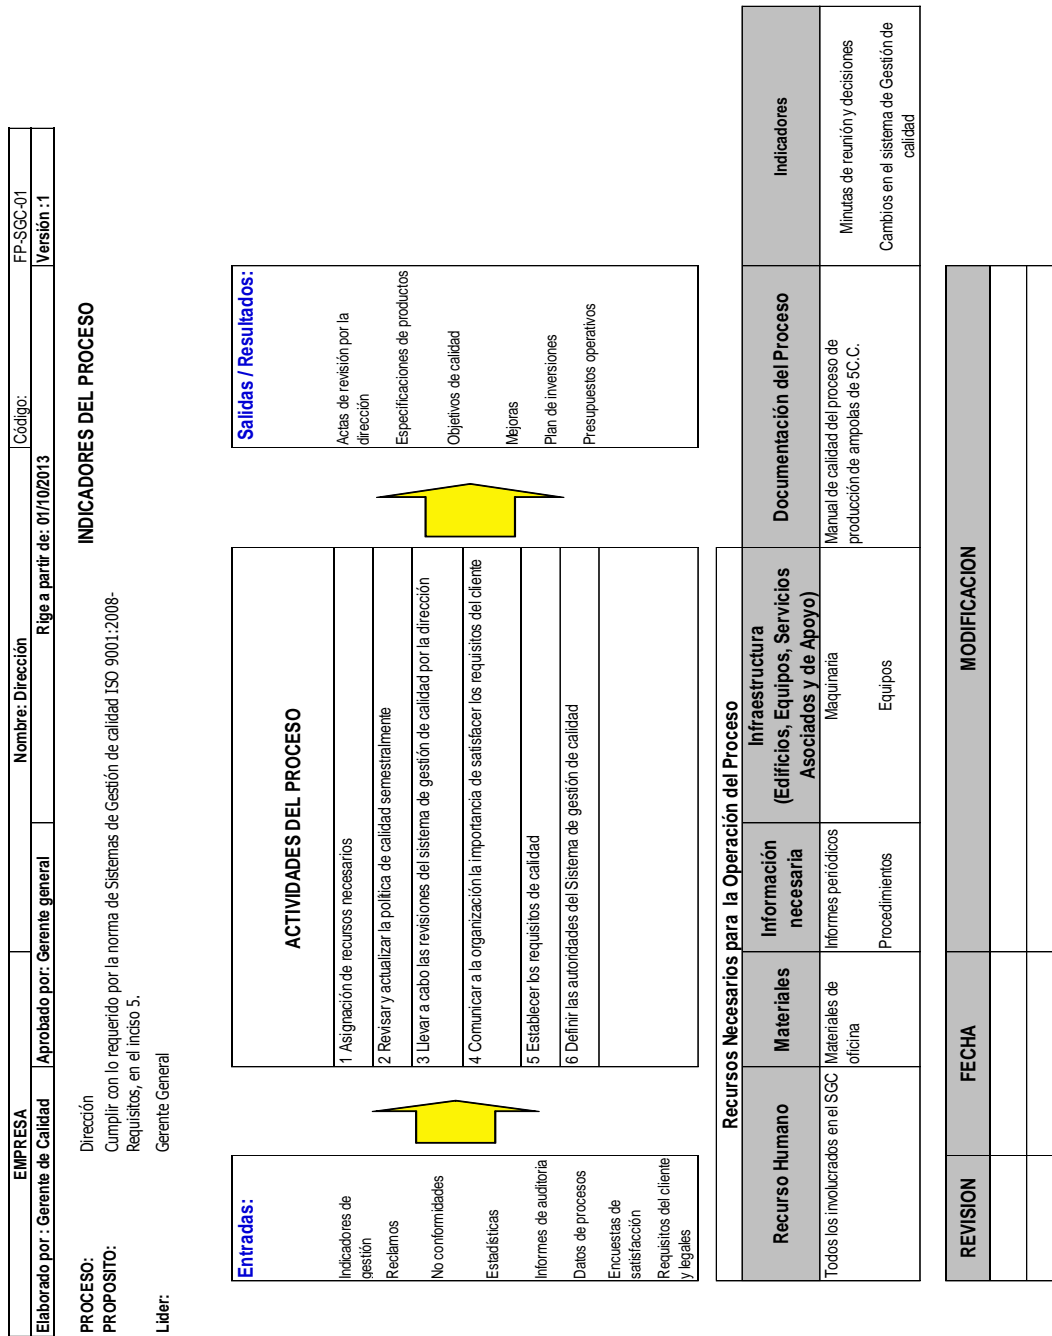 EMPRESA
Nombre: Dirección
Código:
FP-SGC-01
Elaborado por : Gerente de Calidad
Aprobado por: Gerente general
Rige a partir de: 01/10/2013
Versión :1
PROCESO:
Dirección
INDICADORES DEL PROCESO
PROPOSITO:
Cumplir con lo requerido por la norma de Sistemas de Gestión de calidad ISO 9001:2008-
Requisitos, en el inciso 5.
Lider:
Gerente General
Entradas:
Indicadores de
gestión
Reclamos
No conformidades
Estadísticas
Informes de auditoria
Datos de procesos
Encuestas de
satisfacción
Requisitos del cliente
y legales
ACTIVIDADES DEL PROCESO
1 Asignación de recursos necesarios
2 Revisar y actualizar la política de calidad semestralmente
3 Llevar a cabo las revisiones del sistema de gestión de calidad por la dirección
4 Comunicar a la organización la importancia de satisfacer los requisitos del cliente
5 Establecer los requisitos de calidad
6 Definir las autoridades del Sistema de gestión de calidad
Salidas / Resultados:
Actas de revisión por la
dirección
Especificaciones de productos
Objetivos de calidad
Mejoras
Plan de inversiones
Presupuestos operativos
Recursos Necesarios para la Operación del Proceso
Recurso Humano
Materiales
Información
necesaria
Infraestructura
(Edificios, Equipos, Servicios
Asociados y de Apoyo)
Documentación del Proceso
Indicadores
Todos los involucrados en el SGC
Materiales de
oficina
Informes periódicos
Procedimientos
Maquinaria
Equipos
Manual de calidad del proceso de
producción de ampolas de 5C.C.
Minutas de reunión y decisiones
Cambios en el sistema de Gestión de
calidad
REVISION
FECHA
MODIFICACION